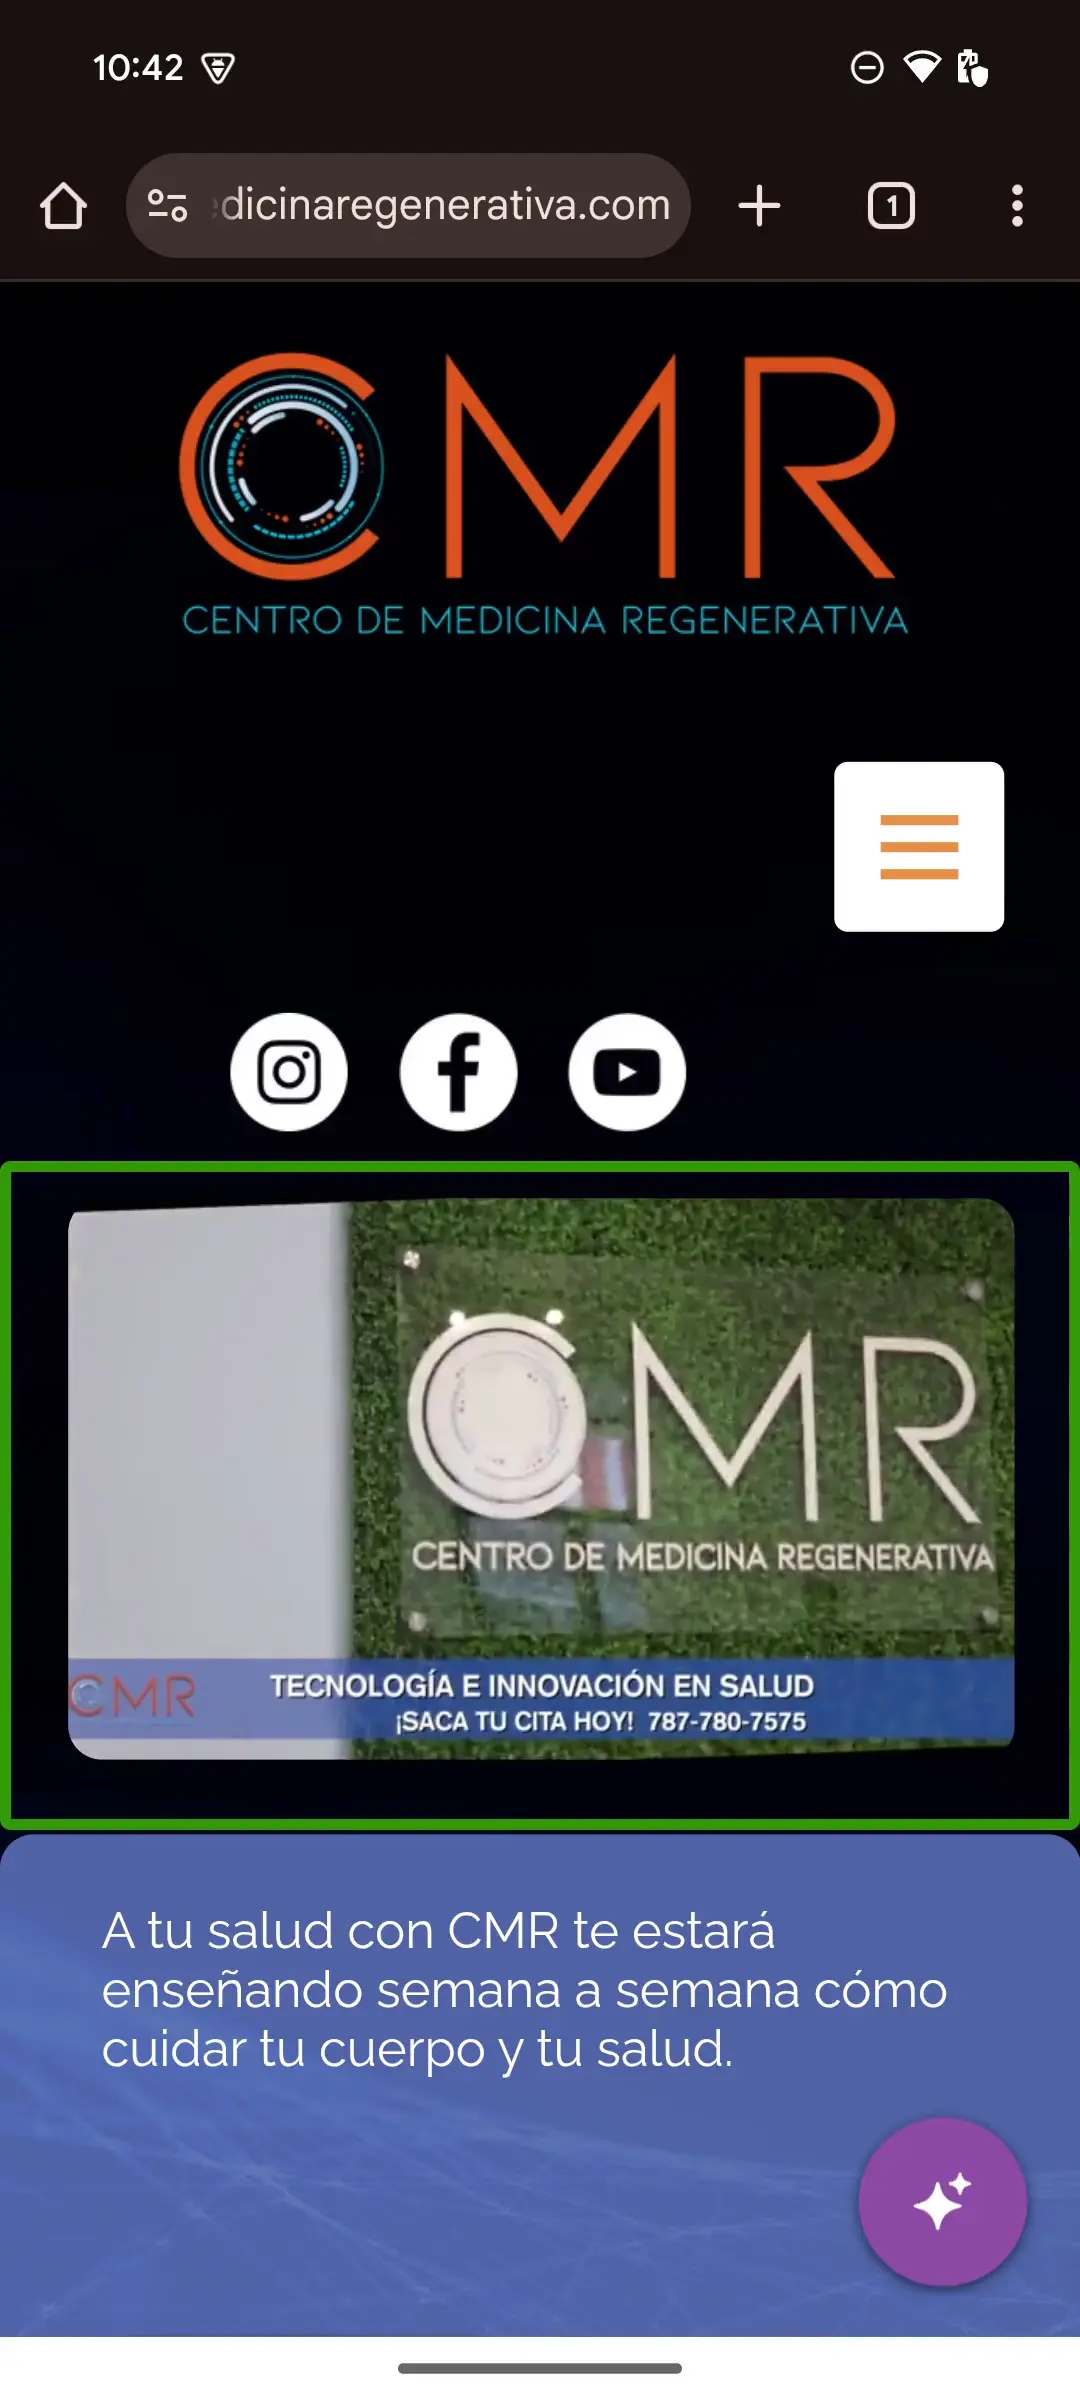 10:42
dicinaregenerativa.com
1
CMR
CENTRO DE MEDICINA REGENERATIVA
CMR
CENTRO DE MEDICINA REGENERATIVA
CMR
TECNOLOGÍA E INNOVACIÓN EN SALUD
¡SACA TU CITA HOY! 787-780-7575
A tu salud con CMR te estará
enseñando semana a semana cómo
cuidar tu cuerpo y tu salud.